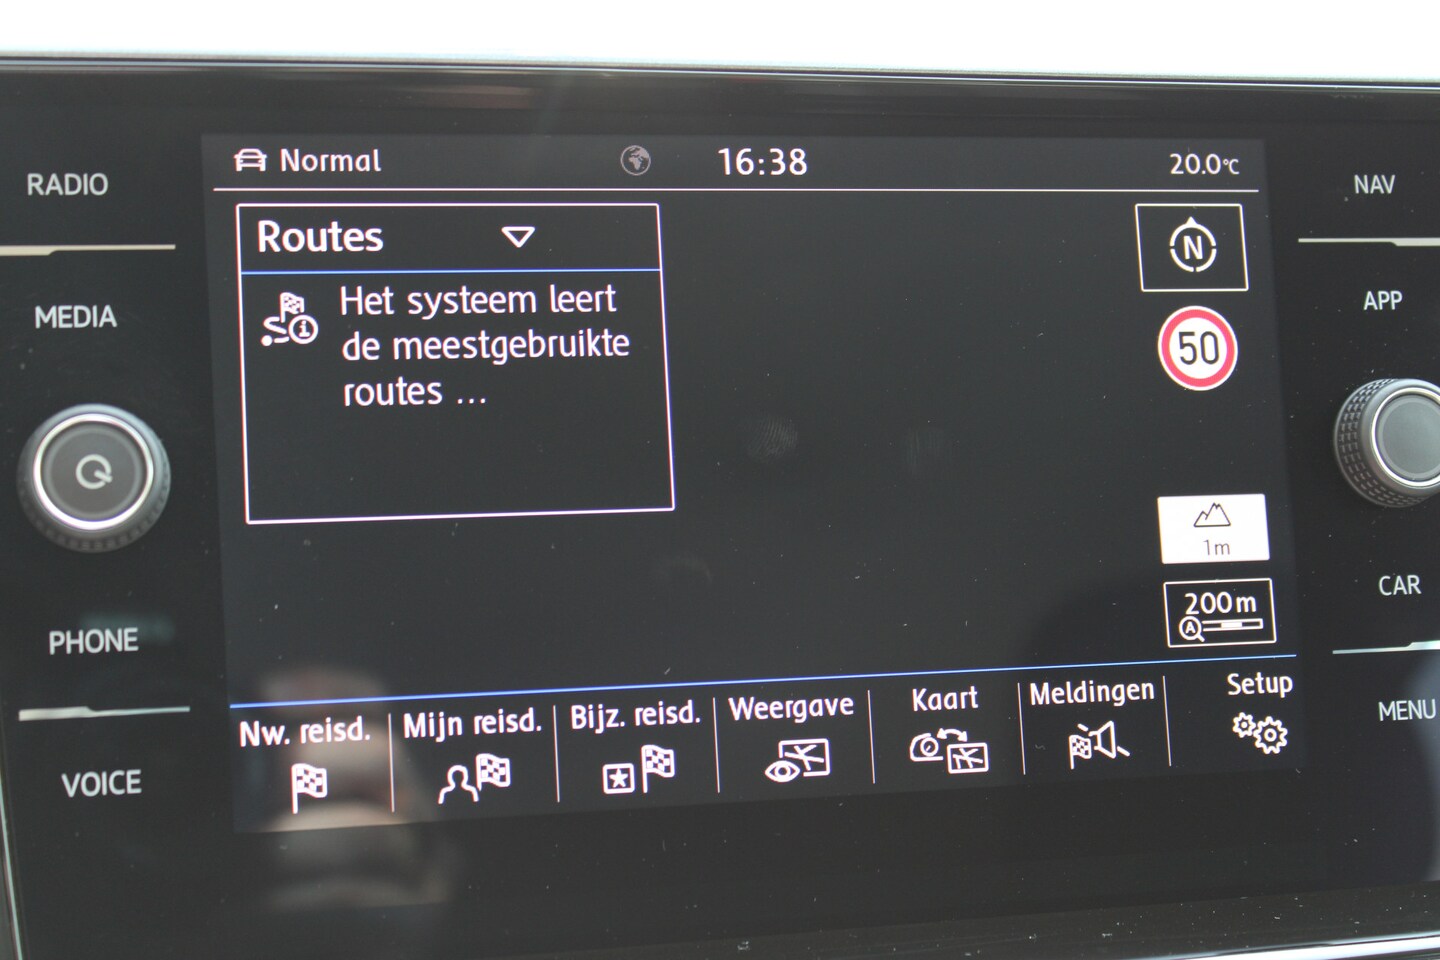 RADIO
MEDIA
PHONE
VOICE
Normal
16:38
20.0°C
Routes
Het systeem leert
de meestgebruikte
routes ...
N
50
1m
200 m
A
Nw. reisd.
Mijn reisd.
Bijz. reisd.
Weergave
Kaart
Meldingen
Setup
NAV
APP
CAR
MENU